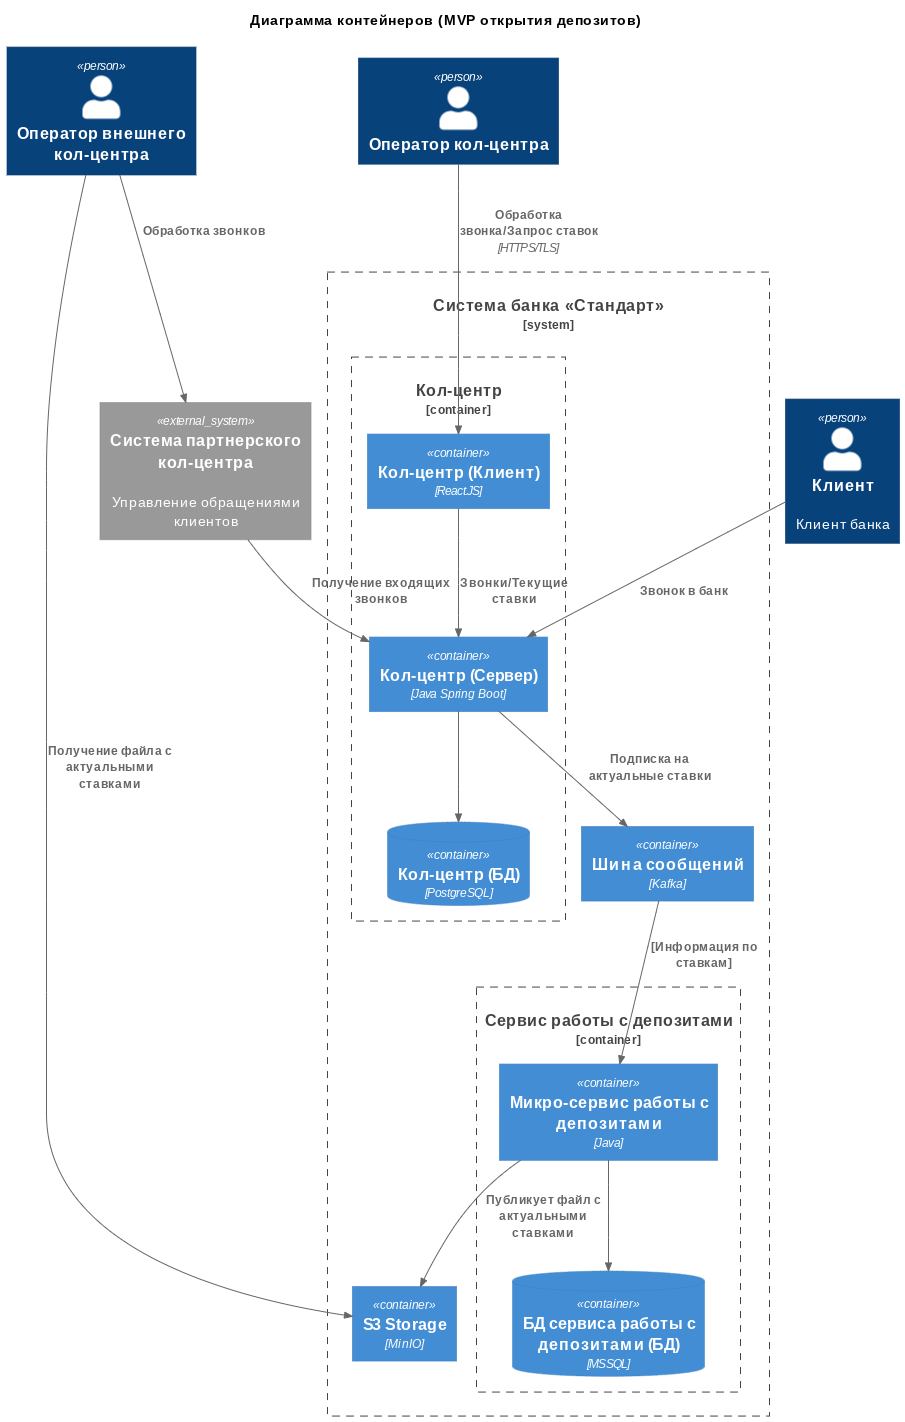 Диаграмма контейнеров (MVP открытия депозитов)
«person»
Оператор внешнего
кол-центра
«person»
Оператор кол-центра
Обработка звонков
Обработка
звонка/Запрос ставок
[HTTPS/TLS]
Система банка «Стандарт»
[system]
Кол-центр
[container]
«external_system»
Система партнерского
кол-центра
Управление обращениями
клиентов
«container»
Кол-центр (Клиент)
[ReactJS]
«person»
Клиент
Клиент банка
Получение входящих
звонков
Звонки/Текущие
ставки
Звонок в банк
«container»
Кол-центр (Сервер)
[Java Spring Boot]
Получение файла с
актуальными
ставками
Подписка на
актуальные ставки
«container»
Кол-центр (БД)
[PostgreSQL]
«container»
Шина сообщений
[Kafka]
[Информация по
ставкам]
Сервис работы с депозитами
[container]
«container»
Микро-сервис работы с
депозитами
[Java]
Публикует файл с
актуальными
ставками
«container»
S3 Storage
[MinIO]
«container»
БД сервиса работы с
депозитами (БД)
[MSSQL]